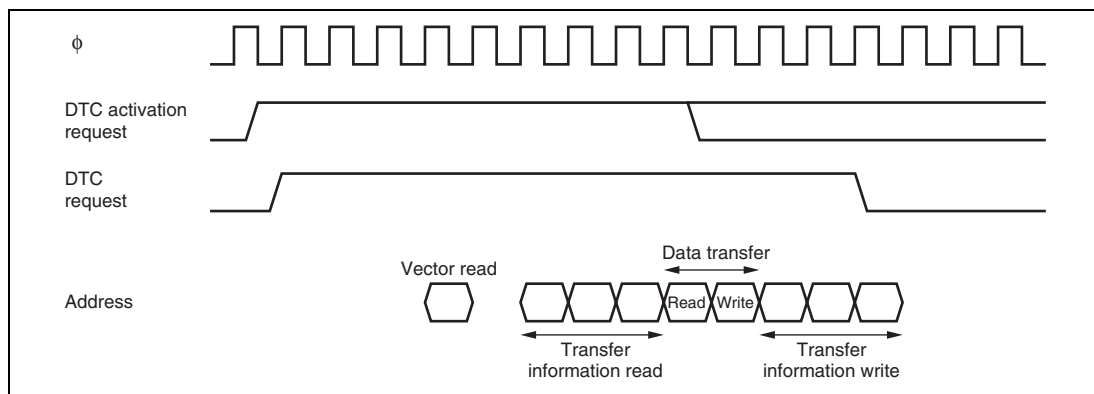 φ
DTC activation
request
DTC
request
Data transfer
Vector read
Address
Read
Write
Transfer
information read
Transfer
information write